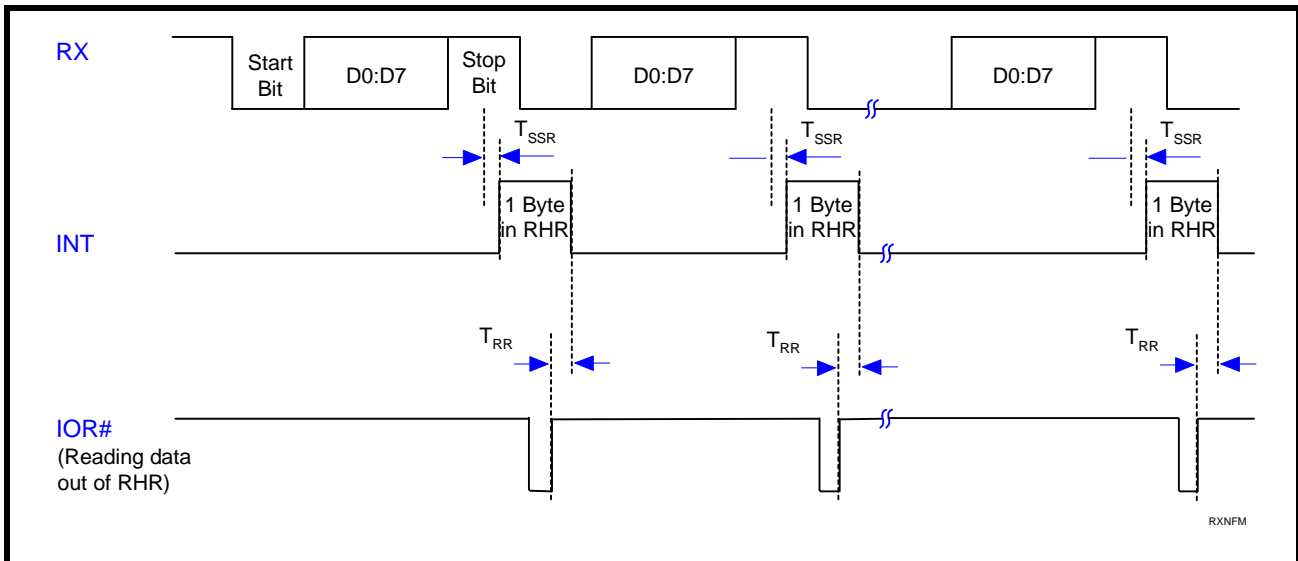 RX
Start
Bit
D0:D7
Stop
Bit
D0:D7
D0:D7
TSSR
TSSR
TSSR
INT
1 Byte
in RHR
1 Byte
in RHR
1 Byte
in RHR
TRR
TRR
TRR
IOR#
(Reading data
out of RHR)
RXNFM